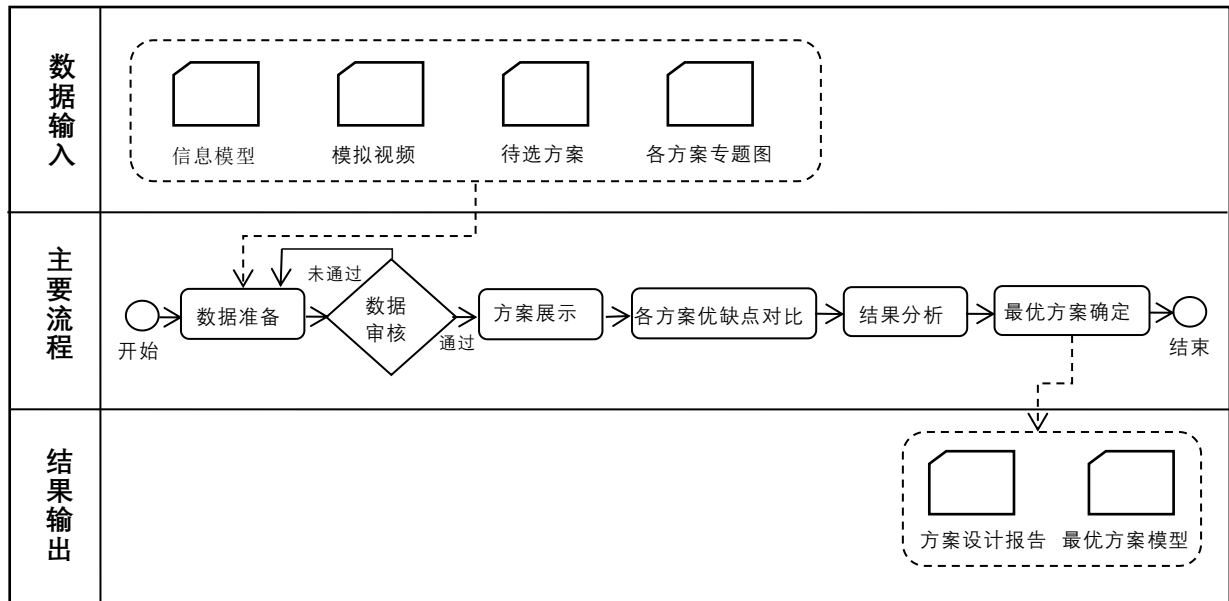 数据输入
信息模型
模拟视频
待选方案
各方案专题图
主要流程
开始
数据准备
未通过
数据
审核
通过
方案展示
各方案优缺点对比
结果分析
最优方案确定
结束
结果输出
方案设计报告
最优方案模型